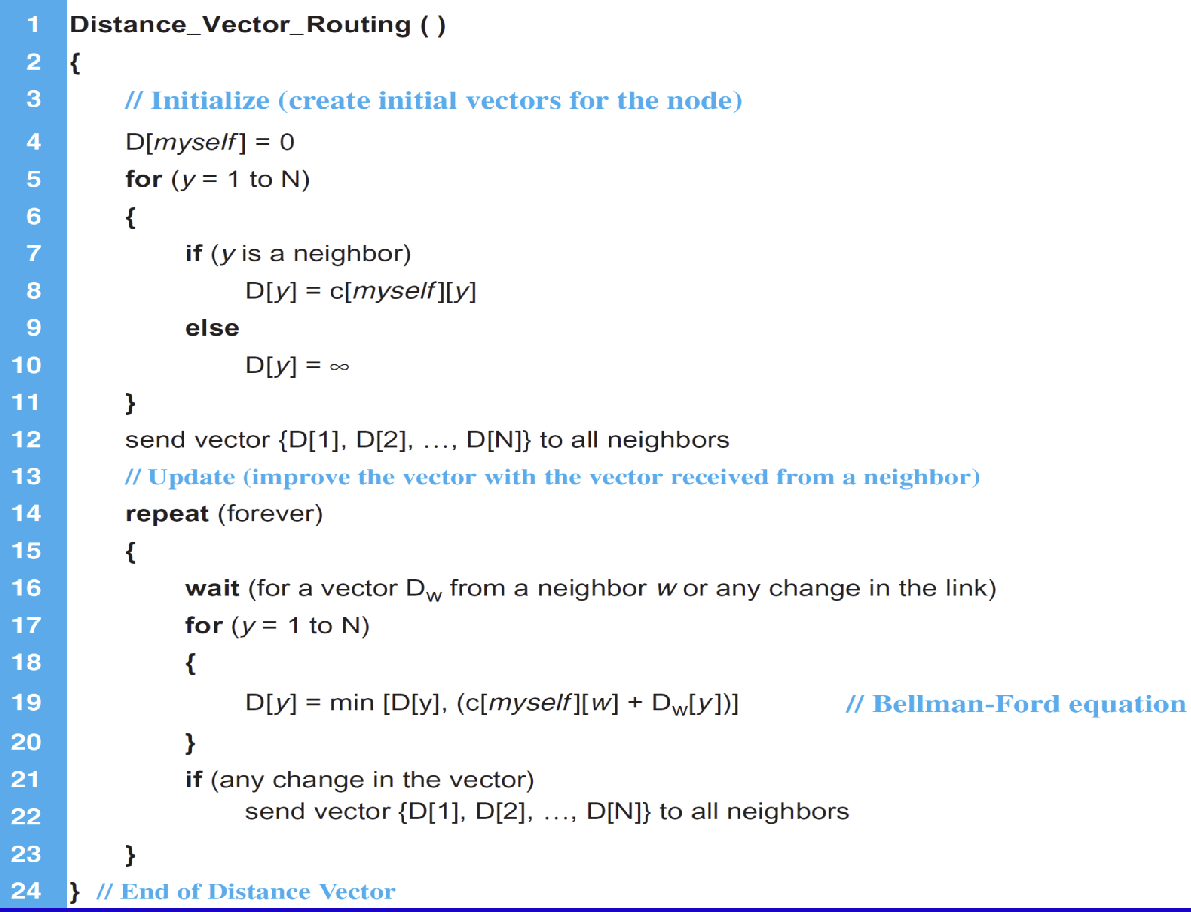 1 Distance_Vector_Routing ( )
2 {
3 // Initialize (create initial vectors for the node)
4 D[myself] = 0
5 for (y = 1 to N)
6 {
7 if (y is a neighbor)
8 D[y] = c[myself][y]
9 else
10 D[y] = ∞
11 }
12 send vector {D[1], D[2], …, D[N]} to all neighbors
13 // Update (improve the vector with the vector received from a neighbor)
14 repeat (forever)
15 {
16 wait (for a vector Dw from a neighbor w or any change in the link)
17 for (y = 1 to N)
18 {
19 D[y] = min [D[y], (c[myself][w] + Dw[y])] // Bellman-Ford equation
20 }
21 if (any change in the vector)
22 send vector {D[1], D[2], …, D[N]} to all neighbors
23 }
24 } // End of Distance Vector